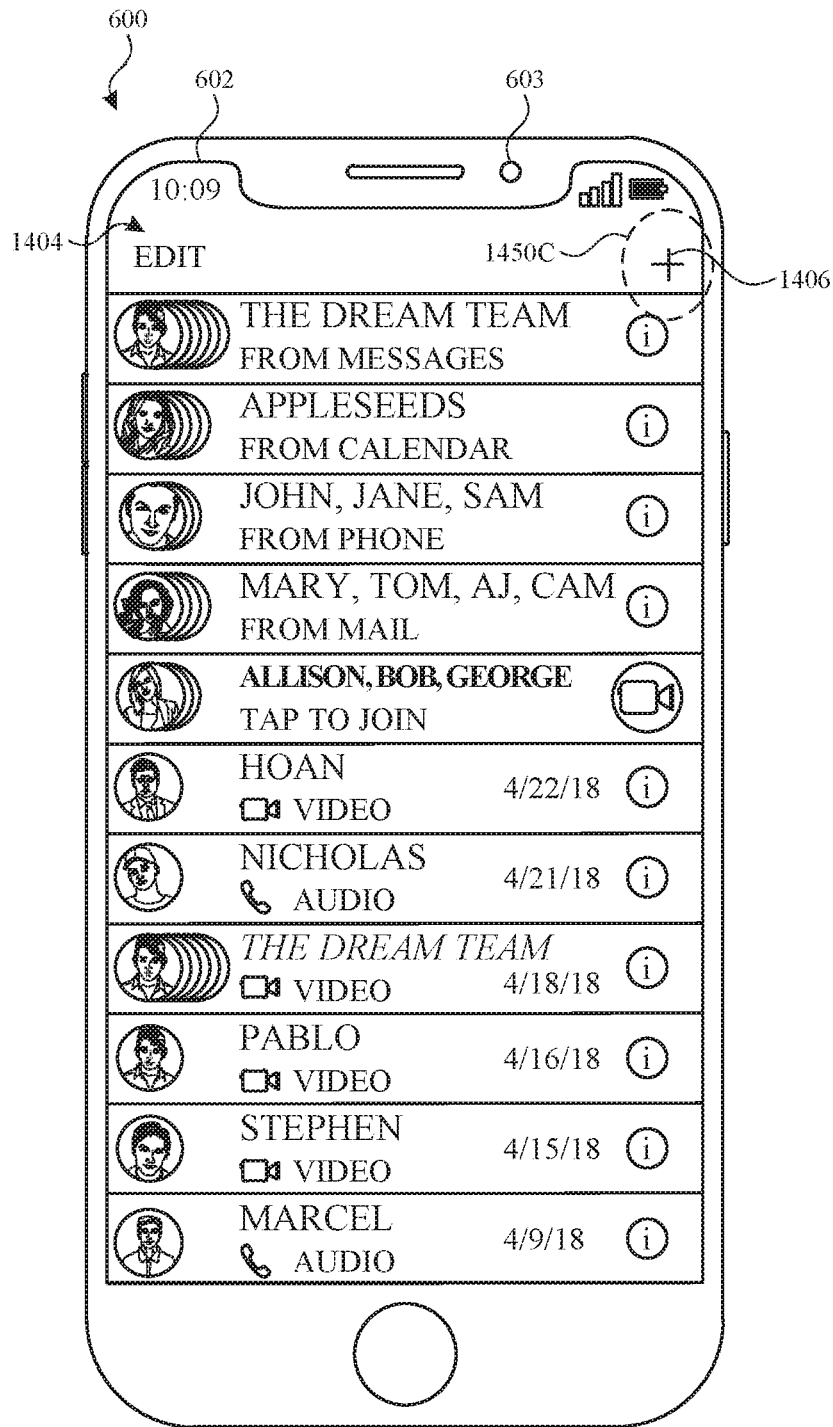 600
602
603
10:09
1404
EDIT
1450C
+
1406
THE DREAM TEAM
FROM MESSAGES
i
APPLESEEDS
FROM CALENDAR
i
JOHN, JANE, SAM
FROM PHONE
i
MARY, TOM, AJ, CAM
FROM MAIL
i
ALLISON, BOB, GEORGE
TAP TO JOIN
HOAN
VIDEO
4/22/18
i
NICHOLAS
AUDIO
4/21/18
i
THE DREAM TEAM
VIDEO
4/18/18
i
PABLO
VIDEO
4/16/18
i
STEPHEN
VIDEO
4/15/18
i
MARCEL
AUDIO
4/9/18
i